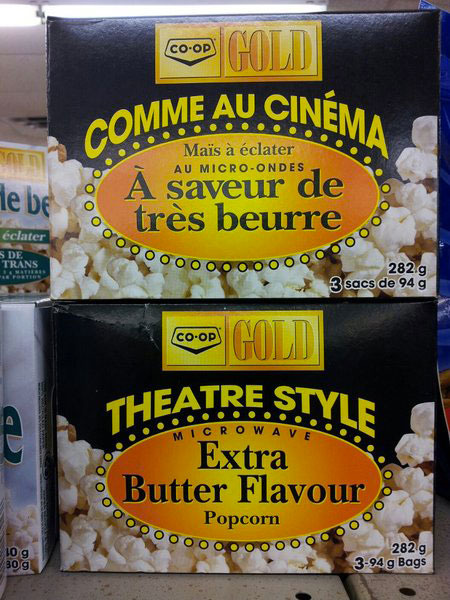 CO-OP GOLD
COMME AU CINÉMA
Maïs à éclater
AU MICRO-ONDES
À saveur de
très beurre
282 g
3 sacs de 94 g
CO-OP GOLD
THEATRE STYLE
MICROWAVE
Extra
Butter Flavour
Popcorn
282 g
3-94 g Bags
GOLD
de be
éclater
S DE
TRANS
e
80 g